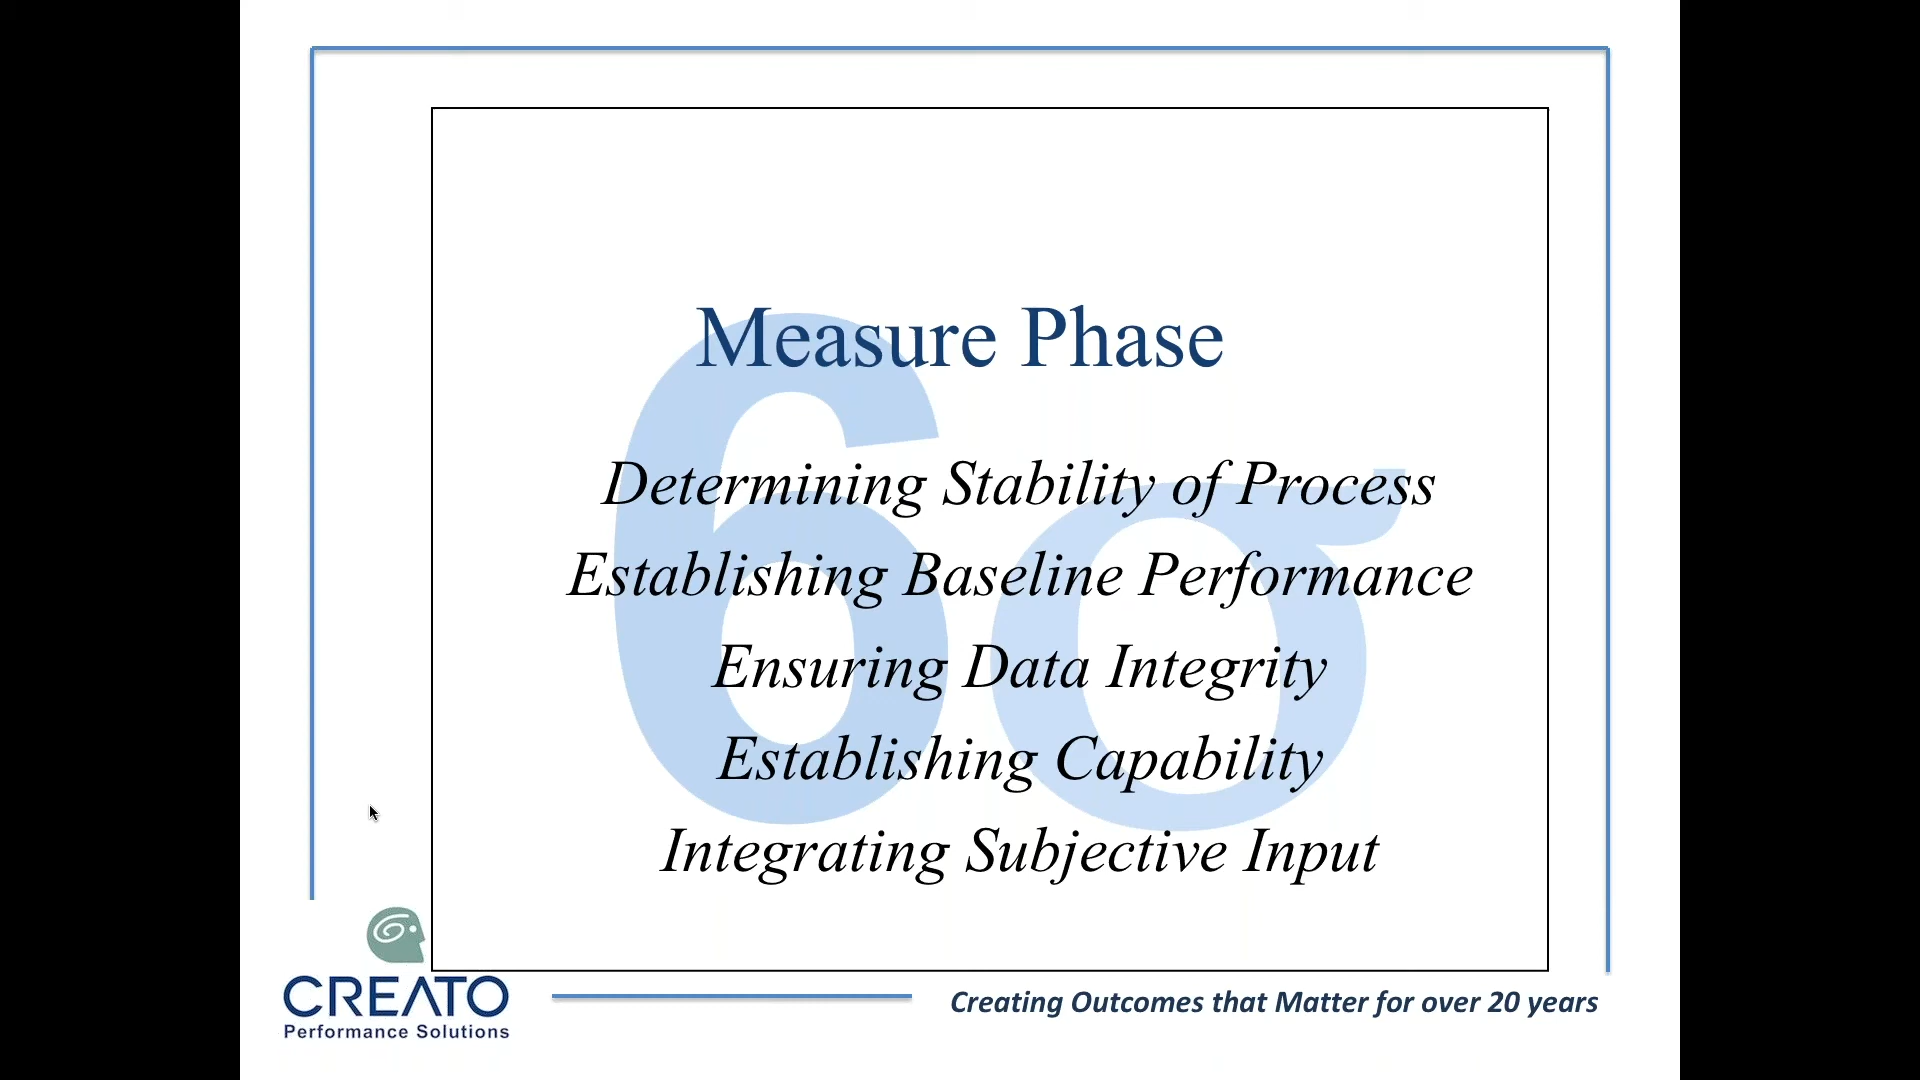 Measure Phase
Determining Stability of Process
Establishing Baseline Performance
Ensuring Data Integrity
Establishing Capability
Integrating Subjective Input
6σ
CREATO
Performance Solutions
Creating Outcomes that Matter for over 20 years